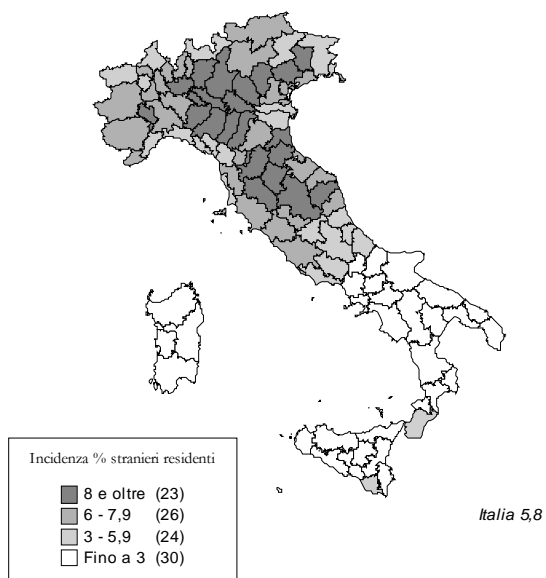 Incidenza % stranieri residenti
8 e oltre (23)
6 - 7,9 (26)
3 - 5,9 (24)
Fino a 3 (30)
Italia 5,8